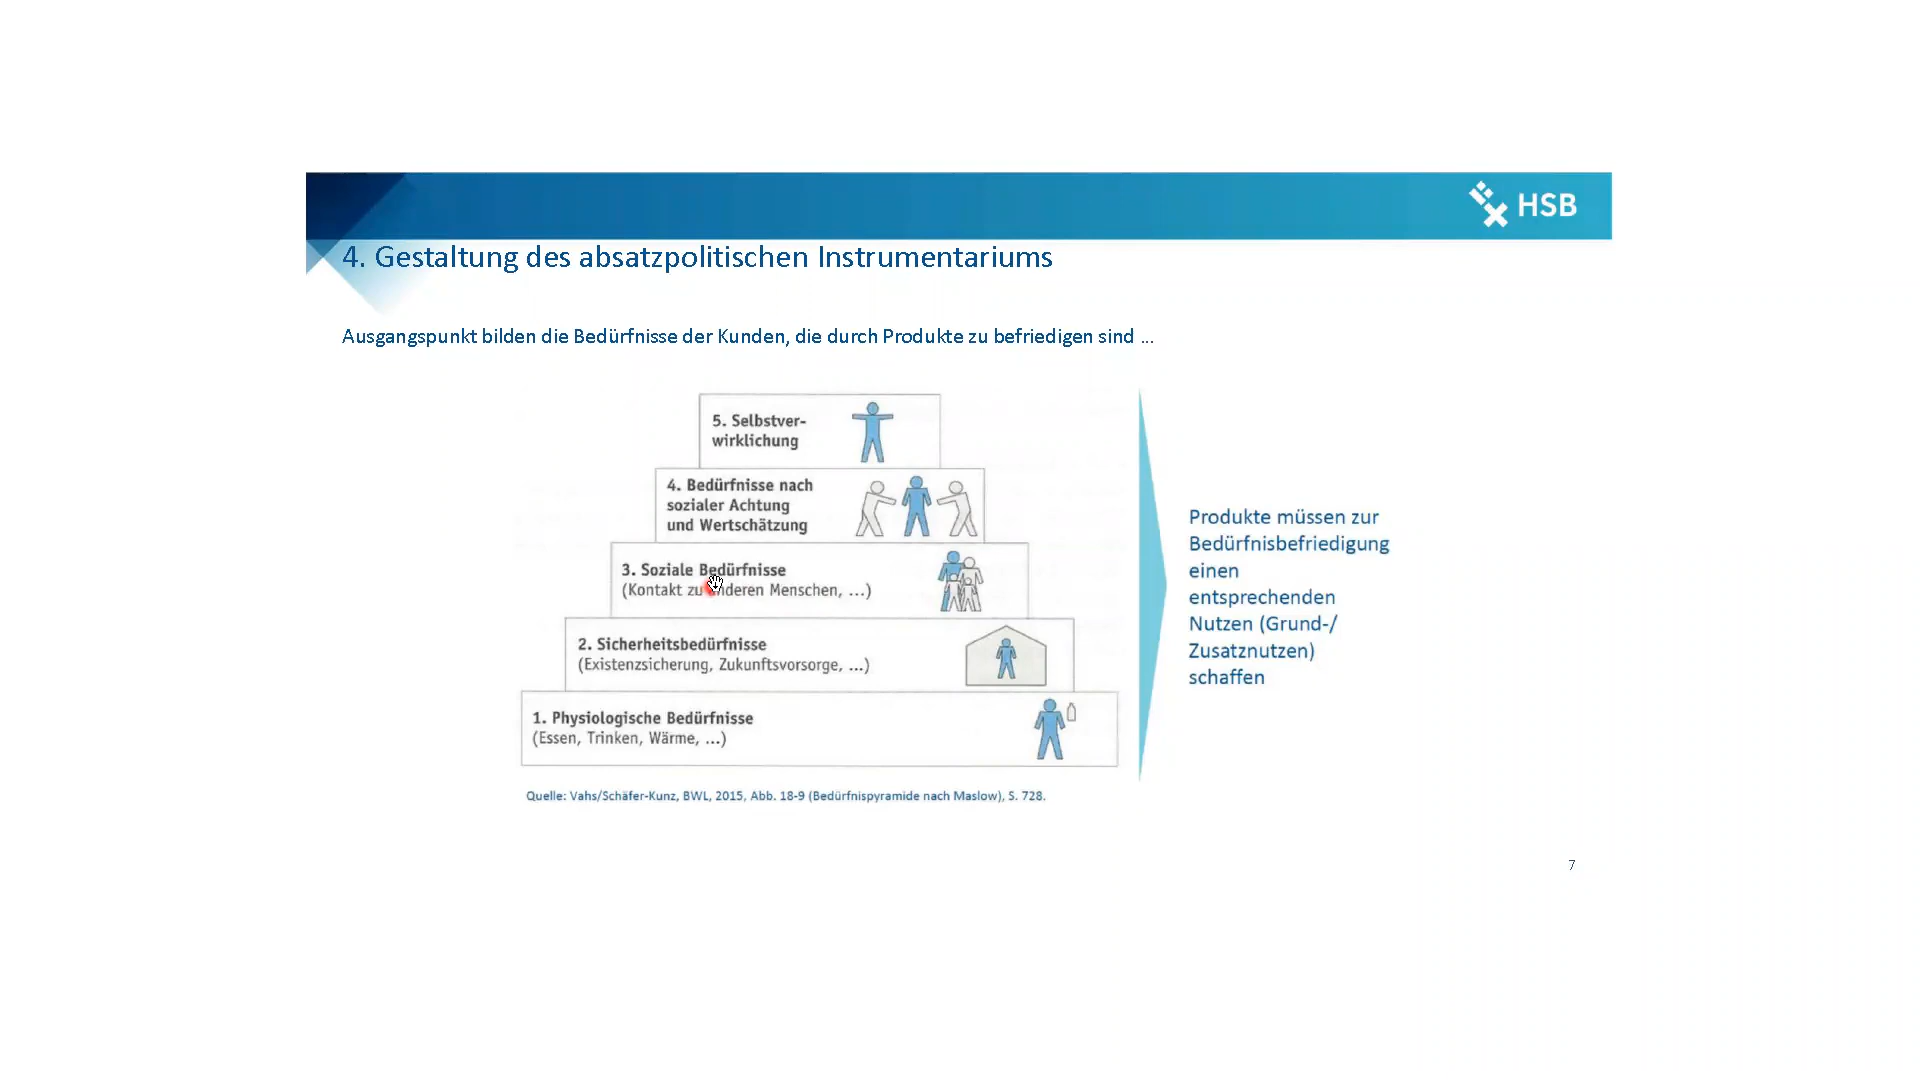 HSB
4. Gestaltung des absatzpolitischen Instrumentariums
Ausgangspunkt bilden die Bedürfnisse der Kunden, die durch Produkte zu befriedigen sind ...
5. Selbstver-
wirklichung
4. Bedürfnisse nach
sozialer Achtung
und Wertschätzung
3. Soziale Bedürfnisse
(Kontakt zu anderen Menschen, ...)
2. Sicherheitsbedürfnisse
(Existenzsicherung, Zukunftsvorsorge, ...)
1. Physiologische Bedürfnisse
(Essen, Trinken, Wärme, ...)
Produkte müssen zur
Bedürfnisbefriedigung
einen
entsprechenden
Nutzen (Grund-/
Zusatznutzen)
schaffen
Quelle: Vahs/Schäfer-Kunz, BWL, 2015, Abb. 18-9 (Bedürfnispyramide nach Maslow), S. 728.
7